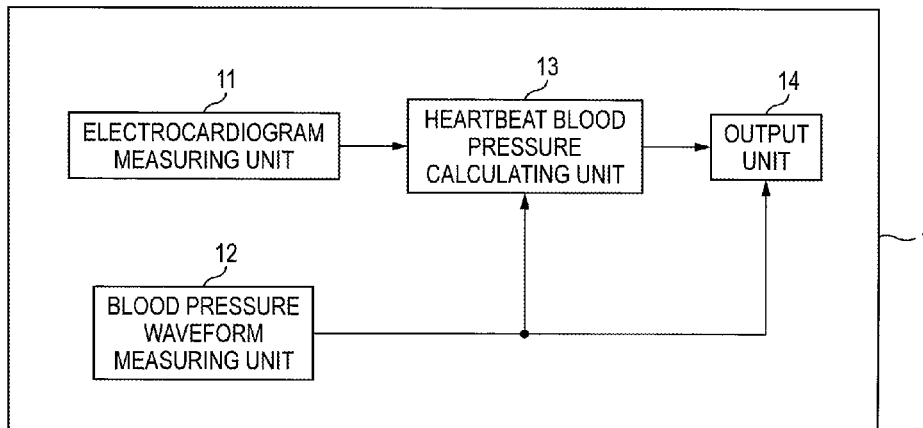 11
ELECTROCARDIOGRAM
MEASURING UNIT
13
HEARTBEAT BLOOD
PRESSURE
CALCULATING UNIT
14
OUTPUT
UNIT
12
BLOOD PRESSURE
WAVEFORM
MEASURING UNIT